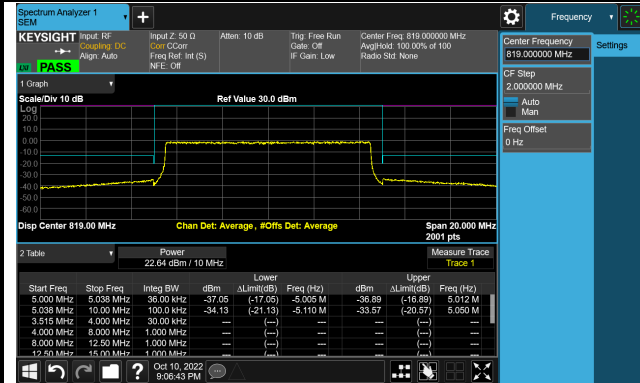 Spectrum Analyzer 1
SEM
Frequency
KEYSIGHT Input: RF Input Z: 50 Ω Atten: 10 dB Trig: Free Run Center Freq: 819.000000 MHz
Coupling: DC Corr CCorr Gate: Off Avg|Hold: 100.00% of 100
Align: Auto Freq Ref: Int (S) IF Gain: Low Radio Std: None
NFE: Off
PASS
Center Frequency
819.000000 MHz
Settings
CF Step
2.000000 MHz
Auto
Man
Freq Offset
0 Hz
1 Graph
Scale/Div 10 dB Ref Value 30.0 dBm
Log
20.0
10.0
0.00
-10.0
-20.0
-30.0
-40.0
-50.0
-60.0
Disp Center 819.00 MHz Chan Det: Average, #Offs Det: Average Span 20.000 MHz
2001 pts
2 Table Power Measure Trace
22.64 dBm / 10 MHz Trace 1
Lower Upper
Start Freq Stop Freq Integ BW dBm ΔLimit(dB) Freq (Hz) dBm ΔLimit(dB) Freq (Hz)
5.000 MHz 5.038 MHz 36.00 kHz -37.05 (-17.05) -5.005 M -36.89 (-16.89) 5.012 M
5.038 MHz 10.00 MHz 100.0 kHz -34.13 (-21.13) -5.110 M -33.57 (-20.57) 5.050 M
3.515 MHz 4.000 MHz 30.00 kHz --- (---) --- --- (---) ---
4.000 MHz 8.000 MHz 1.000 MHz --- (---) --- --- (---) ---
8.000 MHz 12.50 MHz 1.000 MHz --- (---) --- --- (---) ---
12.50 MHz 15.00 MHz 1.000 MHz --- (---) --- --- (---) ---
Oct 10, 2022
9:06:43 PM